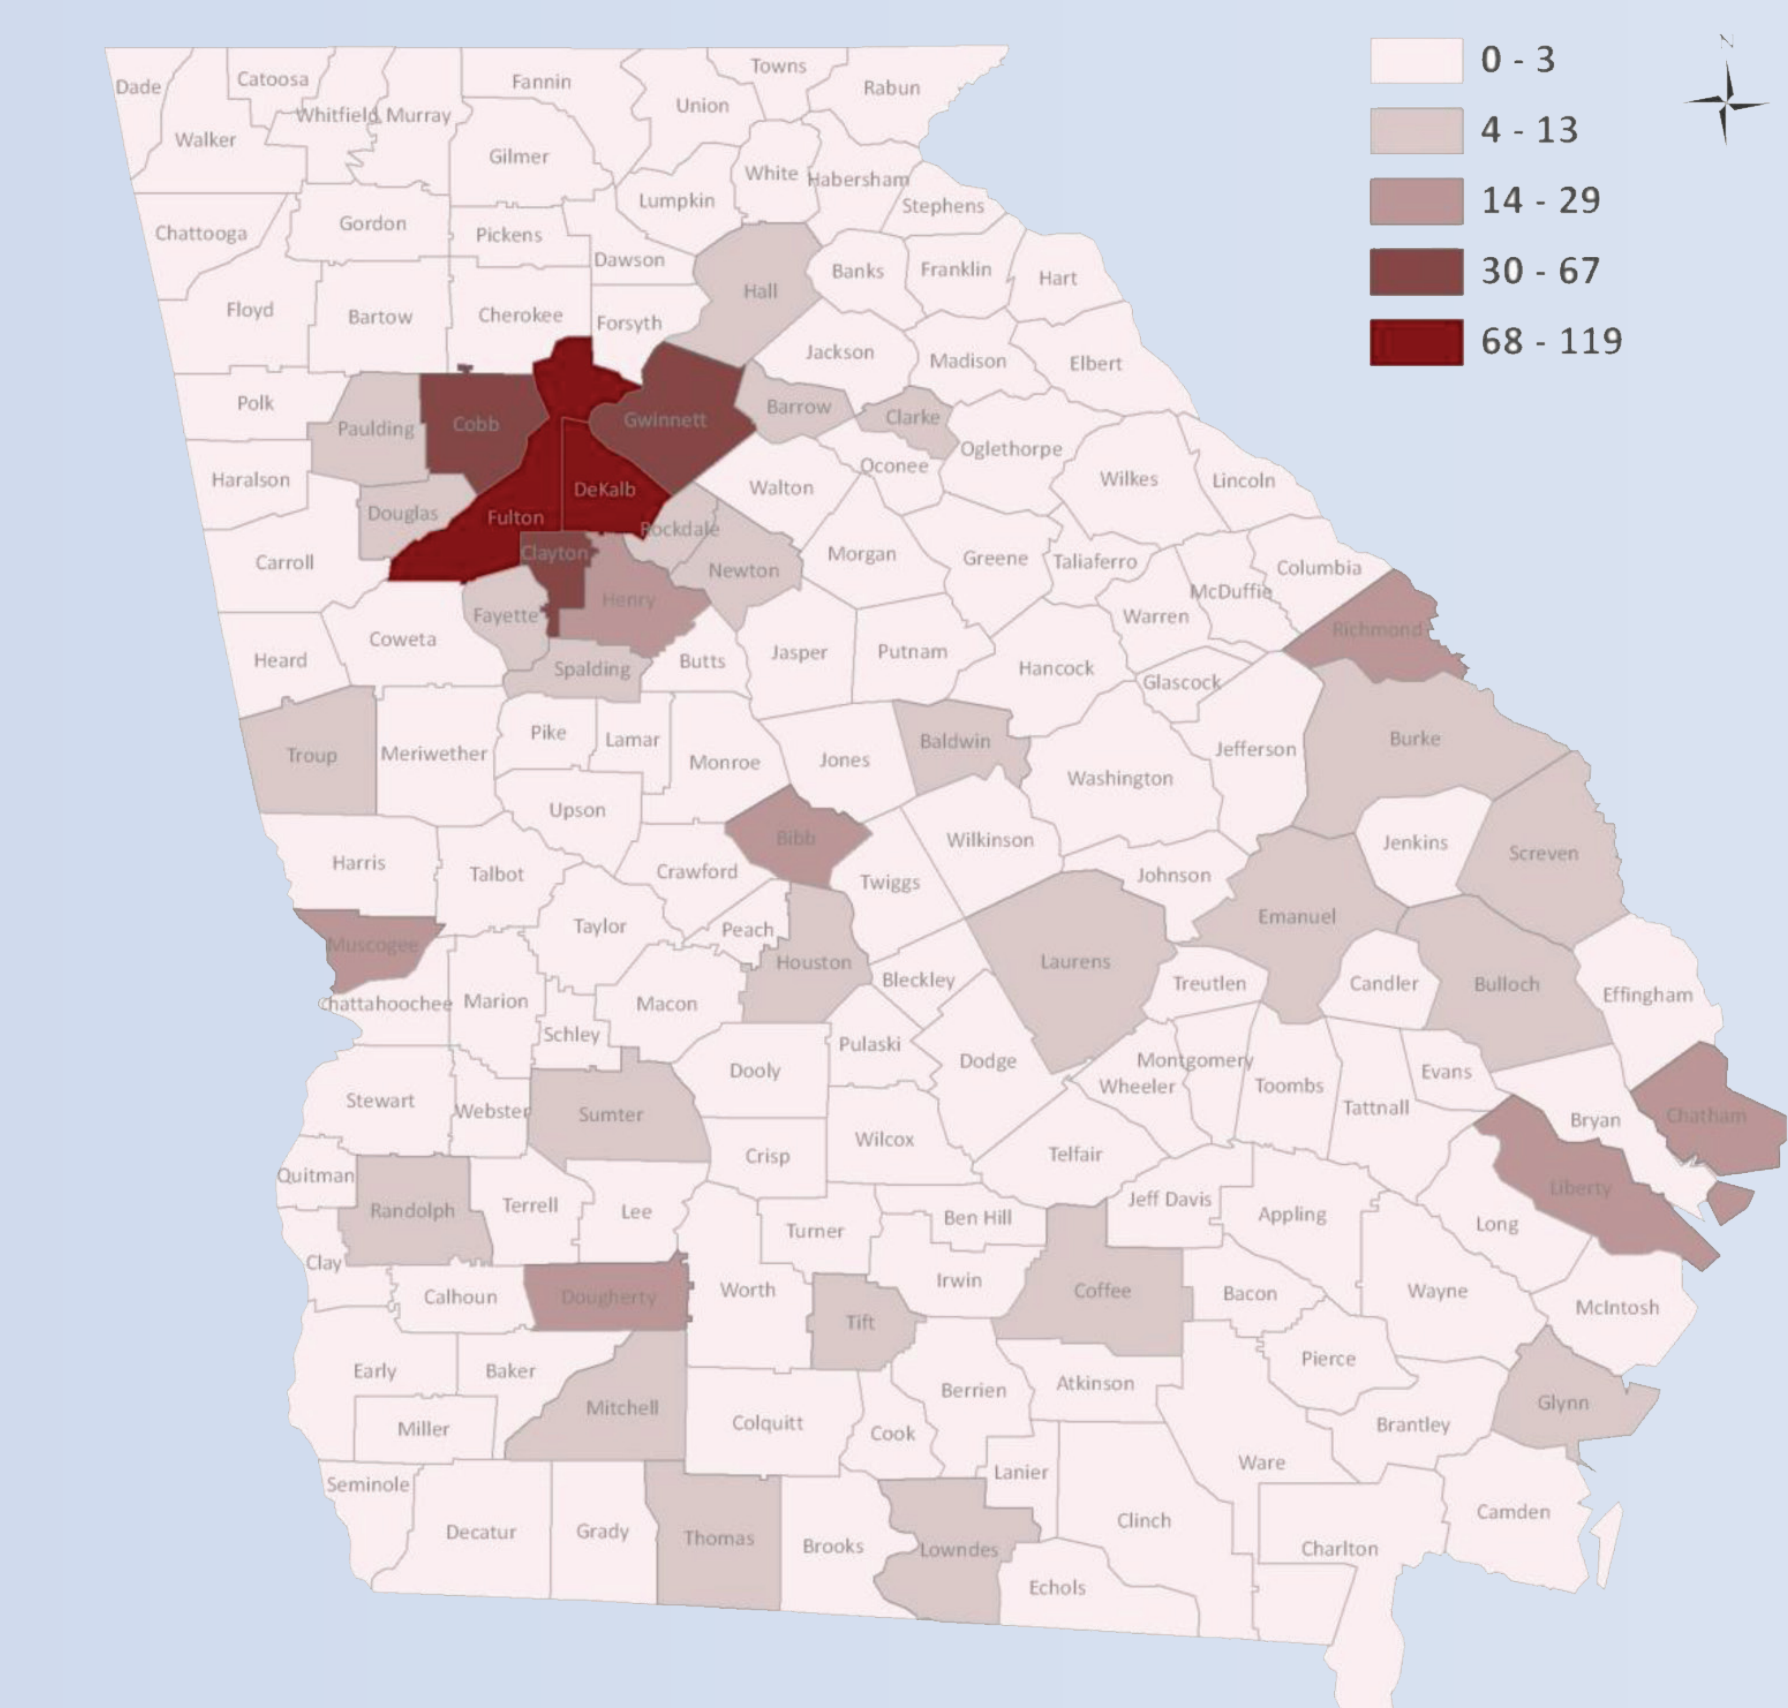 N
0 - 3
4 - 13
14 - 29
30 - 67
68 - 119
Dade
Catoosa
Whitfield
Murray
Walker
Fannin
Gilmer
Union
Towns
Rabun
White
Habersham
Lumpkin
Stephens
Chattooga
Gordon
Pickens
Dawson
Hall
Banks
Franklin
Hart
Floyd
Bartow
Cherokee
Forsyth
Jackson
Madison
Elbert
Polk
Paulding
Cobb
Gwinnett
Barrow
Clarke
Oconee
Oglethorpe
Wilkes
Lincoln
Haralson
Douglas
Fulton
DeKalb
Rockdale
Walton
Carroll
Clayton
Newton
Morgan
Greene
Taliaferro
Columbia
McDuffie
Warren
Richmond
Heard
Coweta
Fayette
Henry
Spalding
Butts
Jasper
Putnam
Hancock
Glascock
Troup
Meriwether
Pike
Lamar
Monroe
Jones
Baldwin
Washington
Jefferson
Burke
Upson
Bibb
Wilkinson
Jenkins
Screven
Harris
Talbot
Crawford
Twiggs
Johnson
Emanuel
Muscogee
Taylor
Peach
Houston
Bleckley
Laurens
Treutlen
Candler
Bulloch
Effingham
Chattahoochee
Marion
Schley
Macon
Pulaski
Dodge
Montgomery
Wheeler
Toombs
Tattnall
Evans
Bryan
Chatham
Stewart
Webster
Sumter
Dooly
Crisp
Wilcox
Telfair
Liberty
Quitman
Randolph
Terrell
Lee
Turner
Ben Hill
Jeff Davis
Appling
Long
Clay
Calhoun
Dougherty
Worth
Tift
Irwin
Coffee
Bacon
Wayne
McIntosh
Early
Baker
Mitchell
Berrien
Atkinson
Pierce
Glynn
Miller
Colquitt
Cook
Lanier
Ware
Brantley
Seminole
Decatur
Grady
Thomas
Brooks
Lowndes
Echols
Clinch
Charlton
Camden